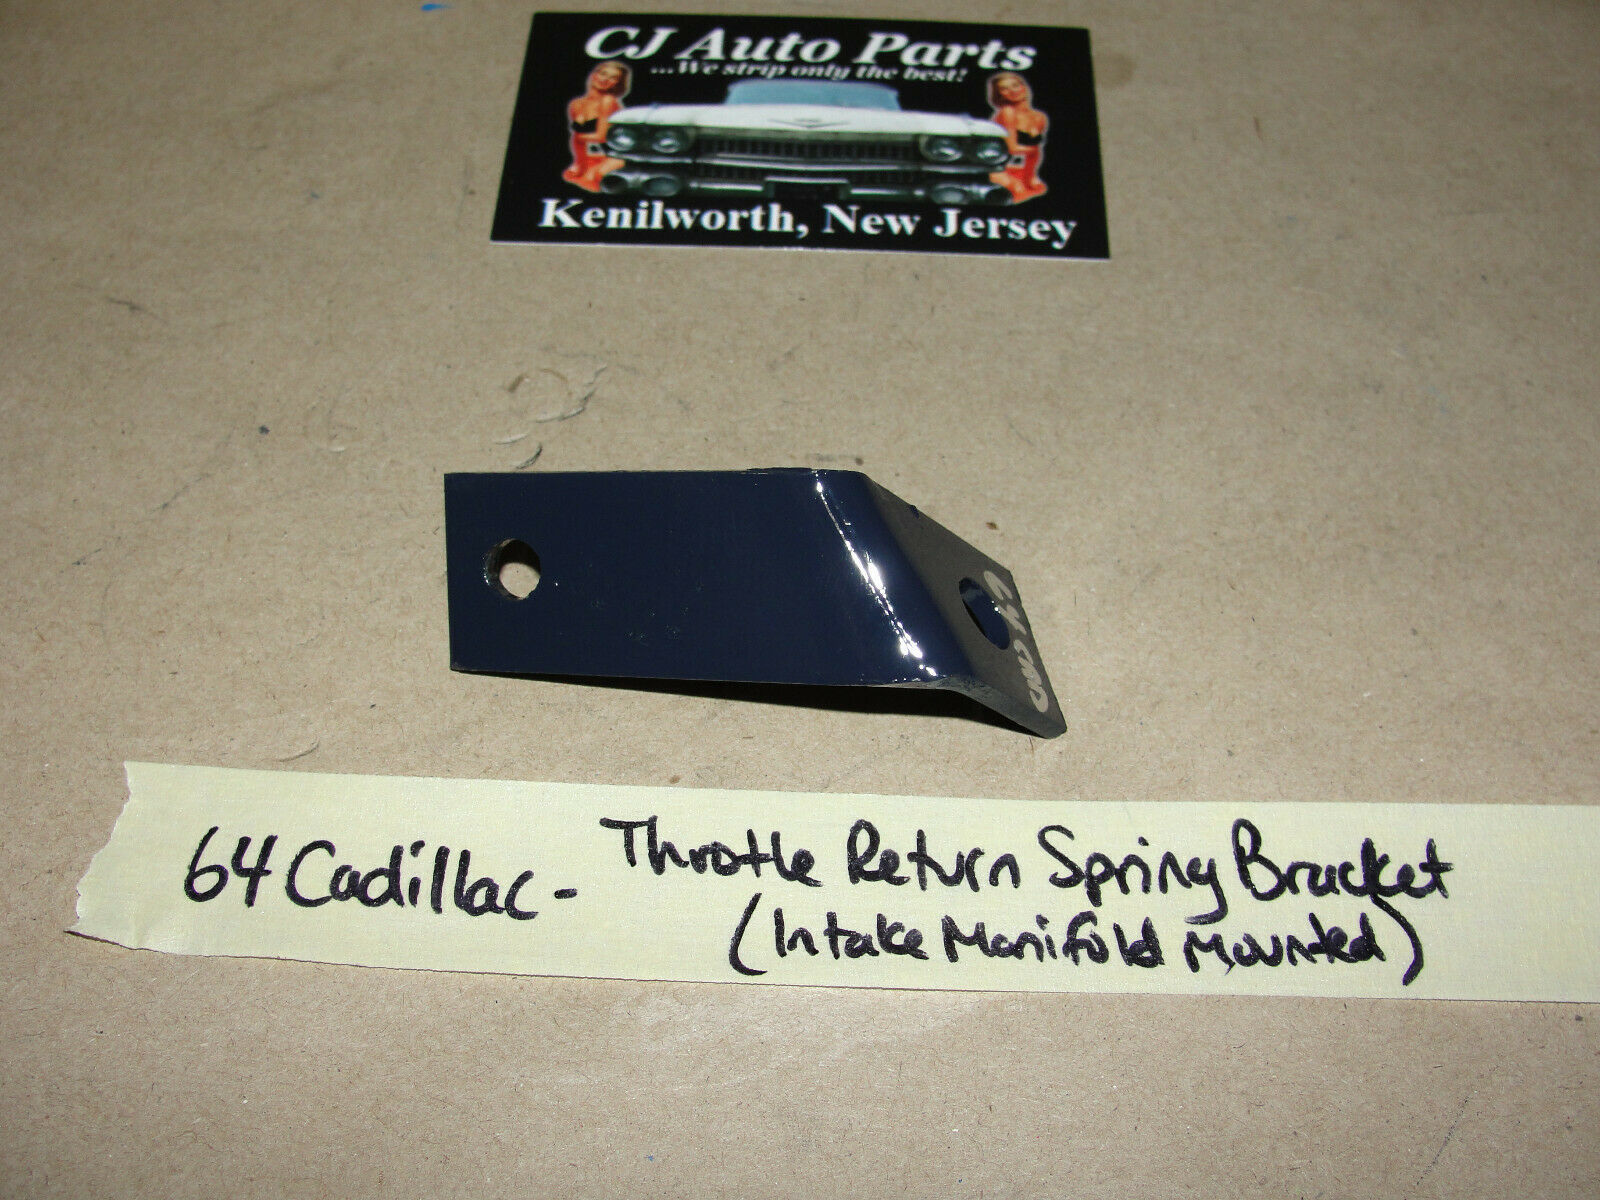 CJ Auto Parts
...We strip only the best!
Kenilworth, New Jersey
64 CAD
64 Cadillac - Throttle Return Spring Bracket
(Intake Manifold Mounted)